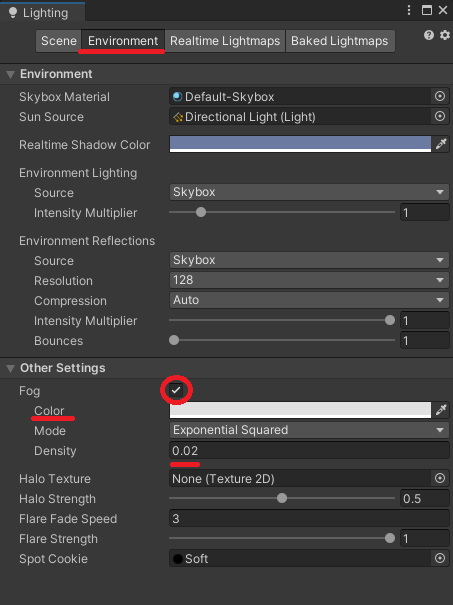 Lighting
Scene Environment Realtime Lightmaps Baked Lightmaps
Environment
Skybox Material Default-Skybox
Sun Source Directional Light (Light)
Realtime Shadow Color
Environment Lighting
Source Skybox
Intensity Multiplier 1
Environment Reflections
Source Skybox
Resolution 128
Compression Auto
Intensity Multiplier 1
Bounces 1
Other Settings
Fog
Color
Mode Exponential Squared
Density 0.02
Halo Texture None (Texture 2D)
Halo Strength 0.5
Flare Fade Speed 3
Flare Strength 1
Spot Cookie Soft